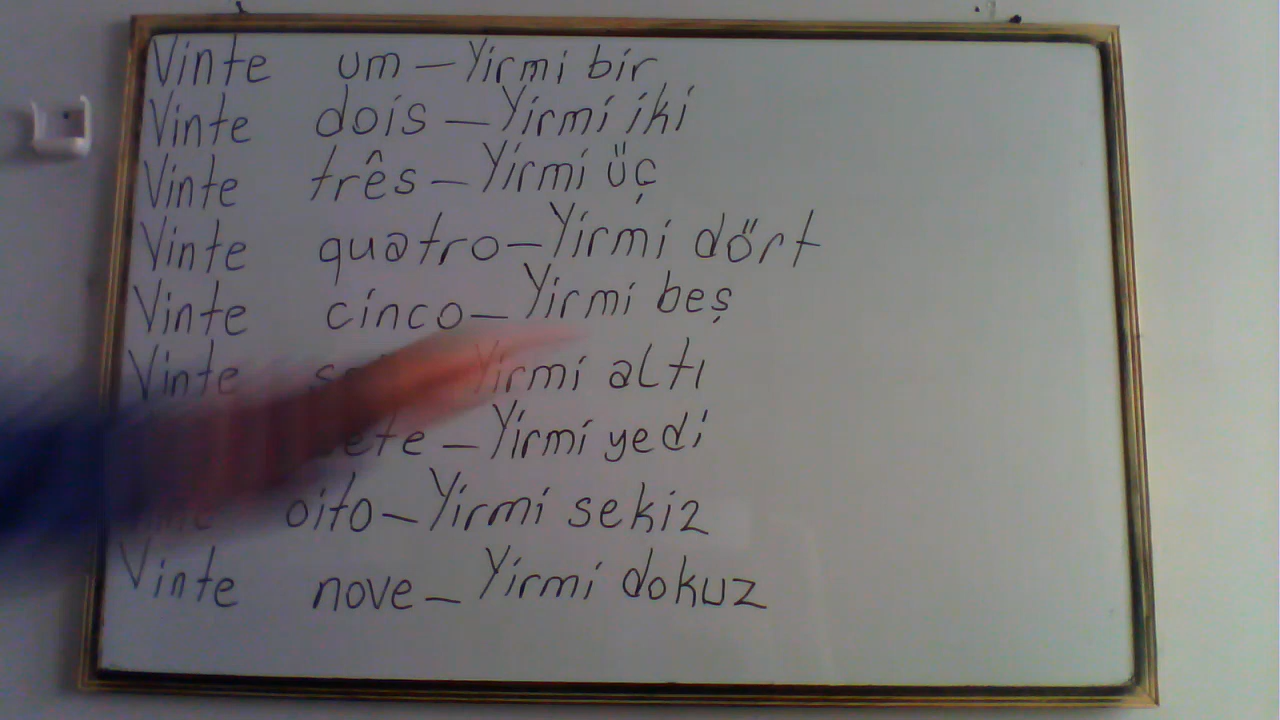 Vinte um – Yirmi bir
Vinte dois – Yirmi iki
Vinte três – Yirmi üç
Vinte quatro – Yirmi dört
Vinte cinco – Yirmi beş
Vinte Yirmi altı
Yirmi yedi
oito – Yirmi sekiz
Vinte nove – Yirmi dokuz